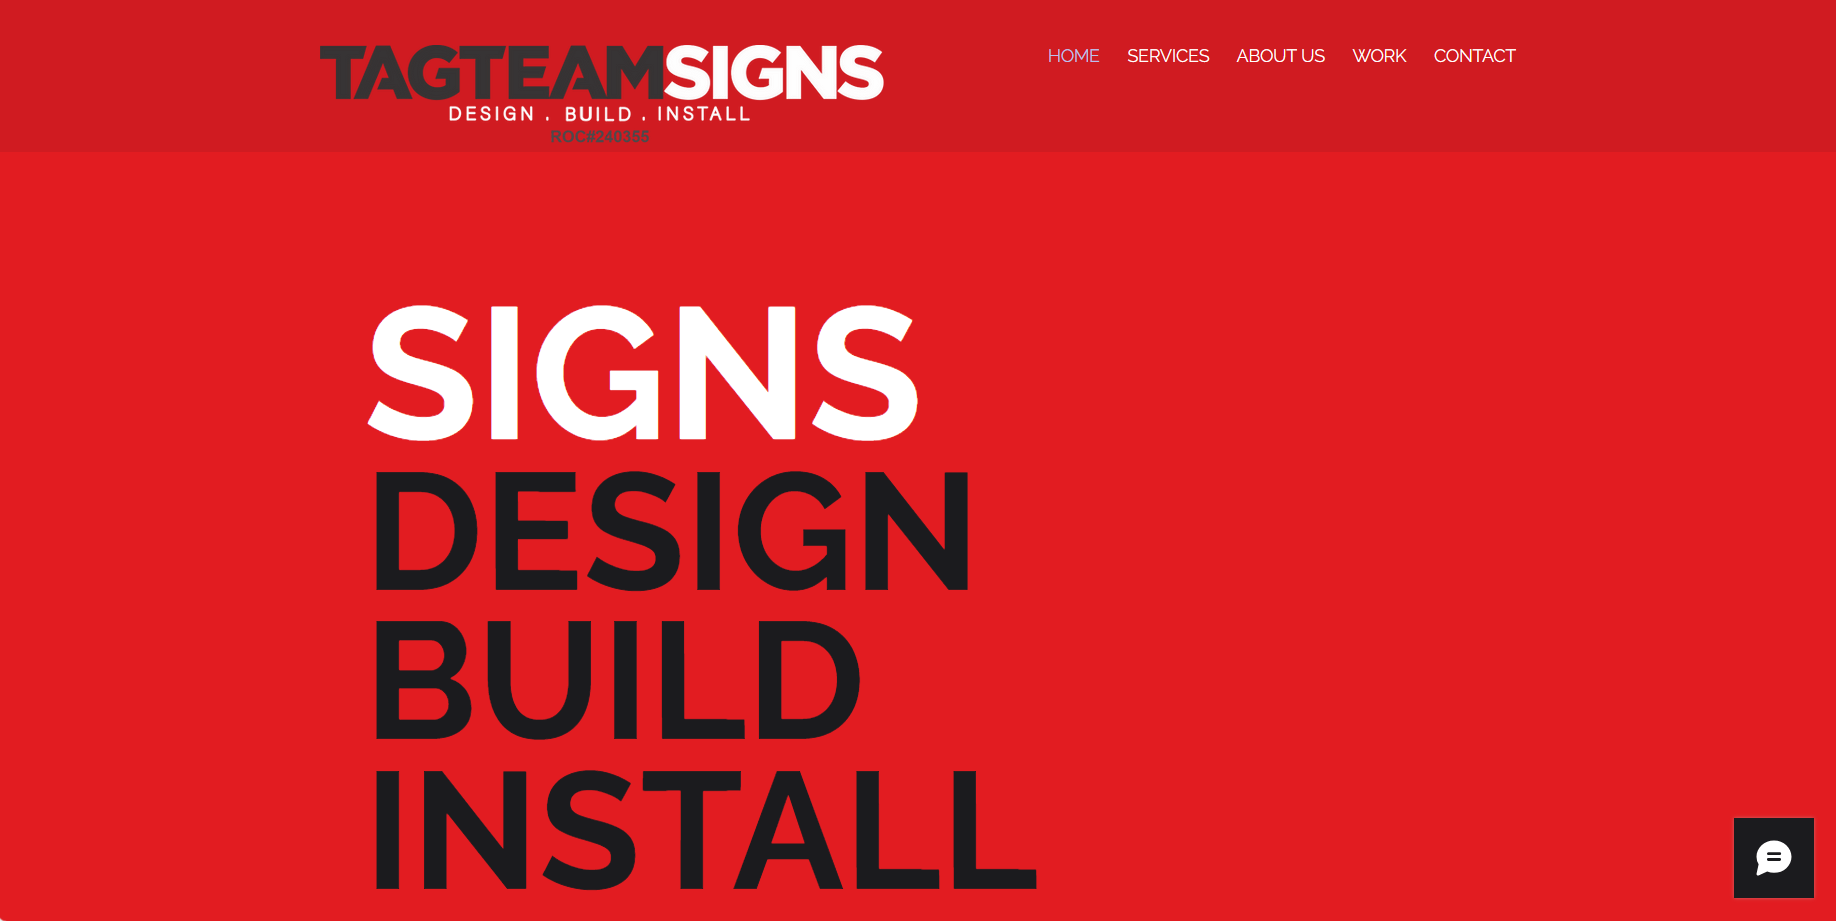 TAGTEAMSIGNS
DESIGN . BUILD . INSTALL
ROC#240355
HOME SERVICES ABOUT US WORK CONTACT
SIGNS
DESIGN
BUILD
INSTALL